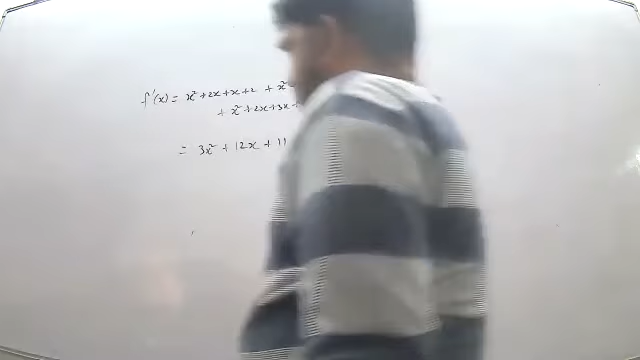 f'(x) = x² + 2x + x + 2 + x²
+ x² + 2x + 3x +
= 3x² + 12x + 11